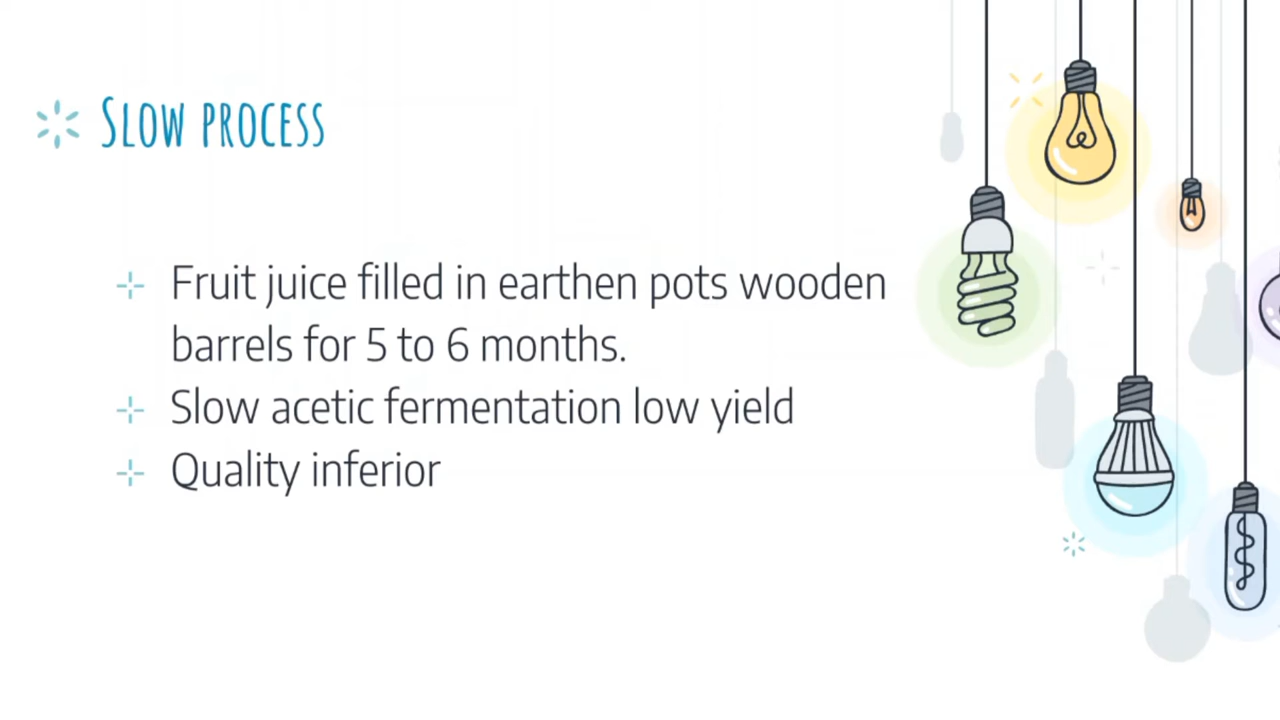 Slow process
Fruit juice filled in earthen pots wooden
barrels for 5 to 6 months.
Slow acetic fermentation low yield
Quality inferior